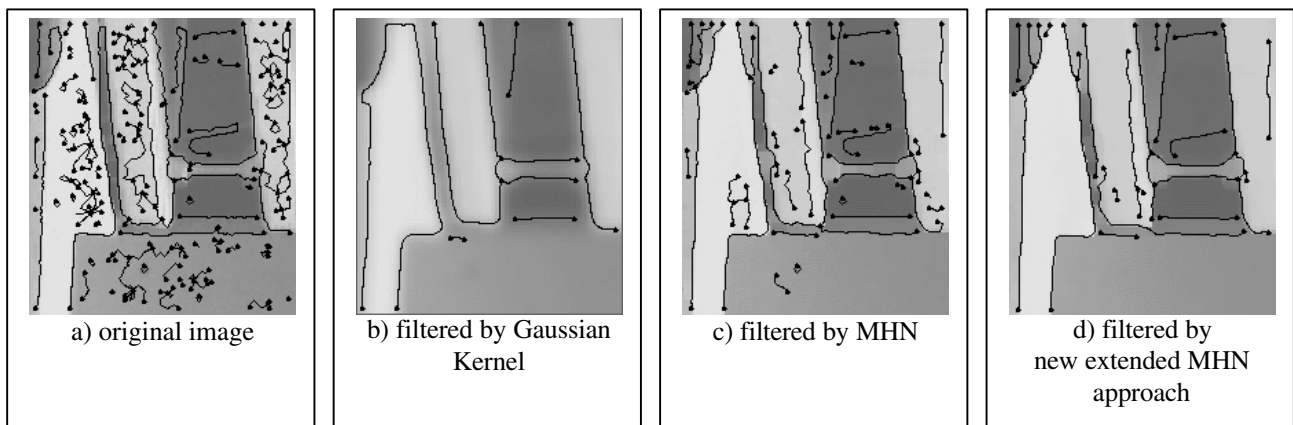 a) original image
b) filtered by Gaussian
Kernel
c) filtered by MHN
d) filtered by
new extended MHN
approach